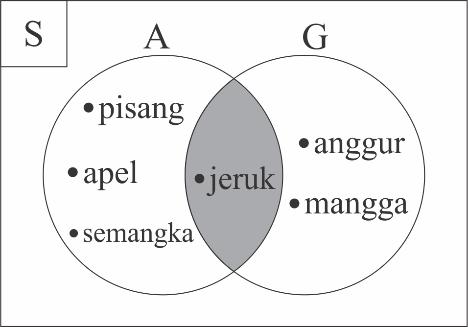 S
A
G
• pisang
• anggur
• apel
• jeruk
• mangga
• semangka